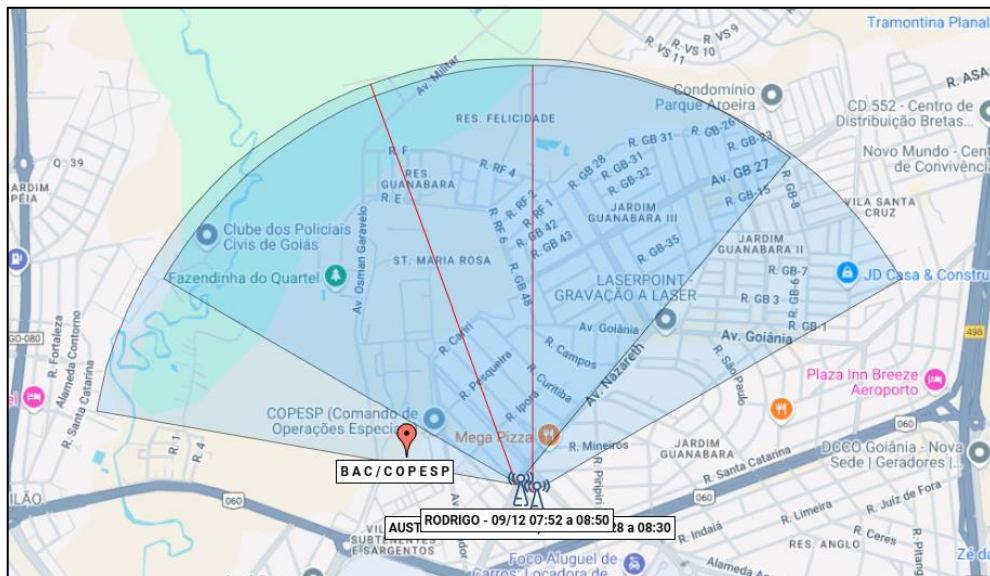 Tramontina Planal
R. VS 9
R. VS 10
R. VS 11
R. ASA
Av. Militar
Condomínio
Parque Aroeira
CD 552 - Centro de
Distribuição Bretas...
RES. FELICIDADE
R. GB-26
R. GB-23
R. GB 31
R. GB-31
R. GB-32
R. GB 28
Av. GB 27
R. GB-15
R. GB-8
Novo Mundo - Cent
de Convivência
Q. 39
JARDIM
PÉIA
R. F
R. RF 4
RES.
GUANABARA
R. E
R. RF 2
R. RF 1
R. GB 42
R. GB 43
R. RF 6
R. GB 48
JARDIM
GUANABARA III
VILA SANTA
CRUZ
Clube dos Policiais
Civis de Goiás
Av. Osman Garavelo
ST. MARIA ROSA
R. GB-35
JARDIM
GUANABARA II
Fazendinha do Quartel
LASERPOINT -
GRAVAÇÃO A LASER
R. GB-7
R. GB-6
R. GB 3
R. GB-1
JD Casa & Constru
GO-080
R. Fortaleza
Alameda Contorno
R. Santa Catarina
R. Cariri
Av. Goiânia
Av. Goiânia
498
R. Pesqueira
R. Campos
R. Curitiba
R. Iporá
Av. Nazareth
R. São Paulo
Plaza Inn Breeze
Aeroporto
COPESP (Comando de
Operações Especia
Mega Pizza
R. Mineiros
060
R. 1
R. 4
BAC/COPESP
JARDIM
GUANABARA
R. Santa Catarina
DCCO Goiânia - Nova
Sede | Geradores |...
R. Piripiri
060
060
RODRIGO - 09/12 07:52 a 08:50
AUST
28 a 08:30
SUBTENENTES
E SARGENTOS
R. Indaiá
R. Limeira
R. Juiz de Fora
R. Ceres
R. Pitang
RES. ANGLO
Foco Aluguel de
Carros: Locadora de